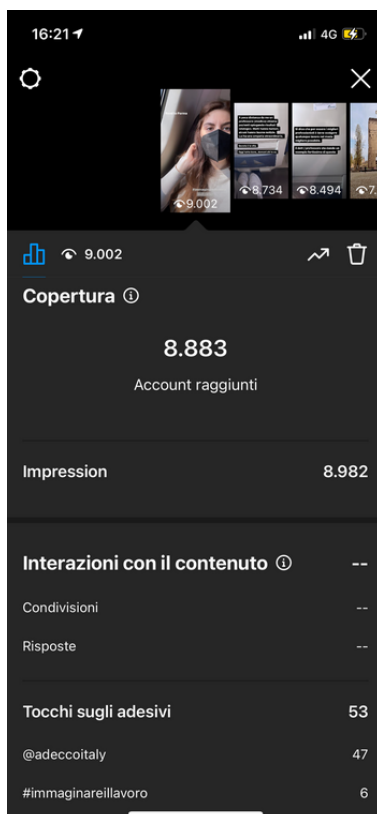 16:21
4G
9.002
8.734
8.494
7.
9.002
Copertura
8.883
Account raggiunti
Impression 8.982
Interazioni con il contenuto --
Condivisioni --
Risposte --
Tocchi sugli adesivi 53
@adeccoitaly 47
#immaginareillavoro 6